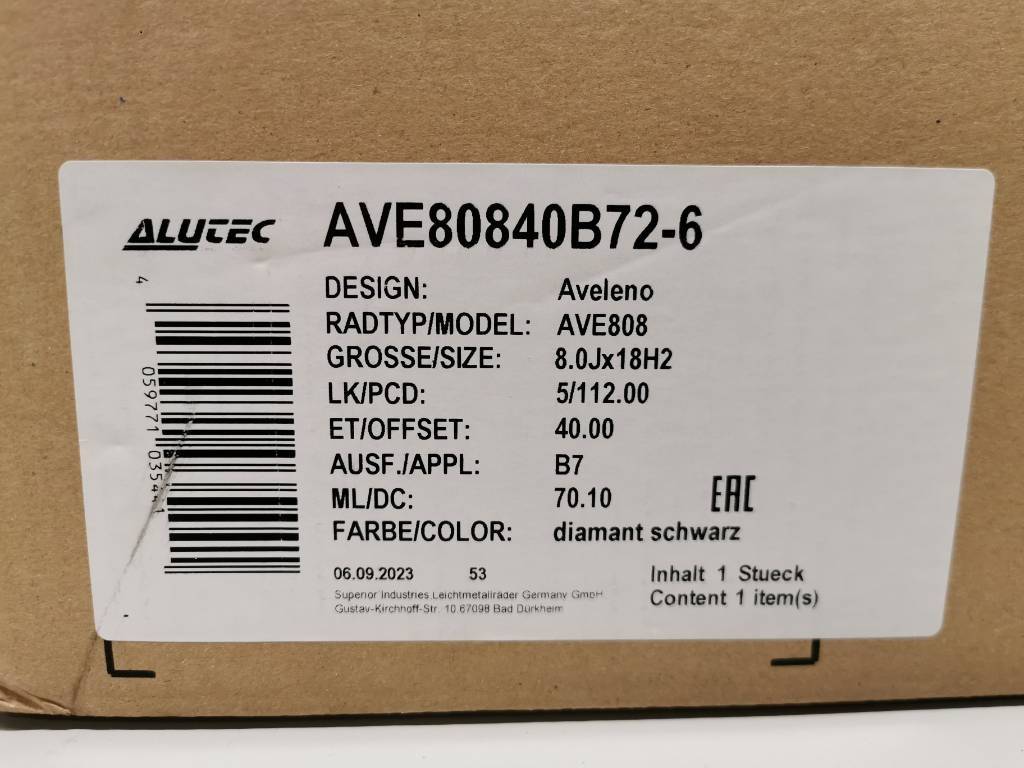 ALUTEC
AVE80840B72-6
DESIGN: Aveleno
RADTYP/MODEL: AVE808
GROSSE/SIZE: 8.0Jx18H2
LK/PCD: 5/112.00
ET/OFFSET: 40.00
AUSF./APPL: B7
ML/DC: 70.10
EAC
FARBE/COLOR: diamant schwarz
06.09.2023 53
Inhalt 1 Stueck
Content 1 item(s)
Superior Industries Leichtmetallräder Germany GmbH
Gustav-Kirchhoff-Str. 10,67098 Bad Dürkheim
4 059771